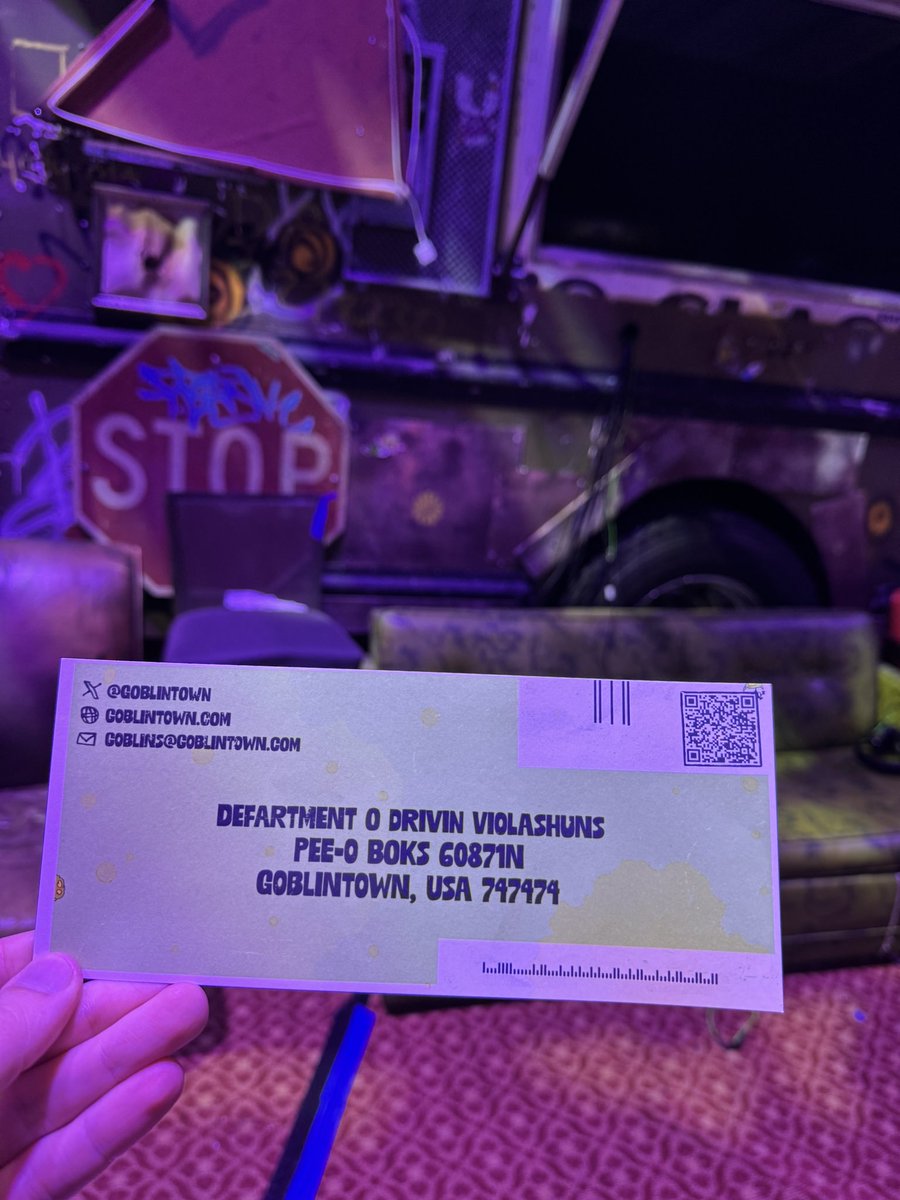 STOP
@GOBLINTOWN
GOBLINTOWN.COM
GOBLINS@GOBLINTOWN.COM
DEFARTMENT O DRIVIN VIOLASHUNS
PEE-O BOKS 60871N
GOBLINTOWN, USA 747474